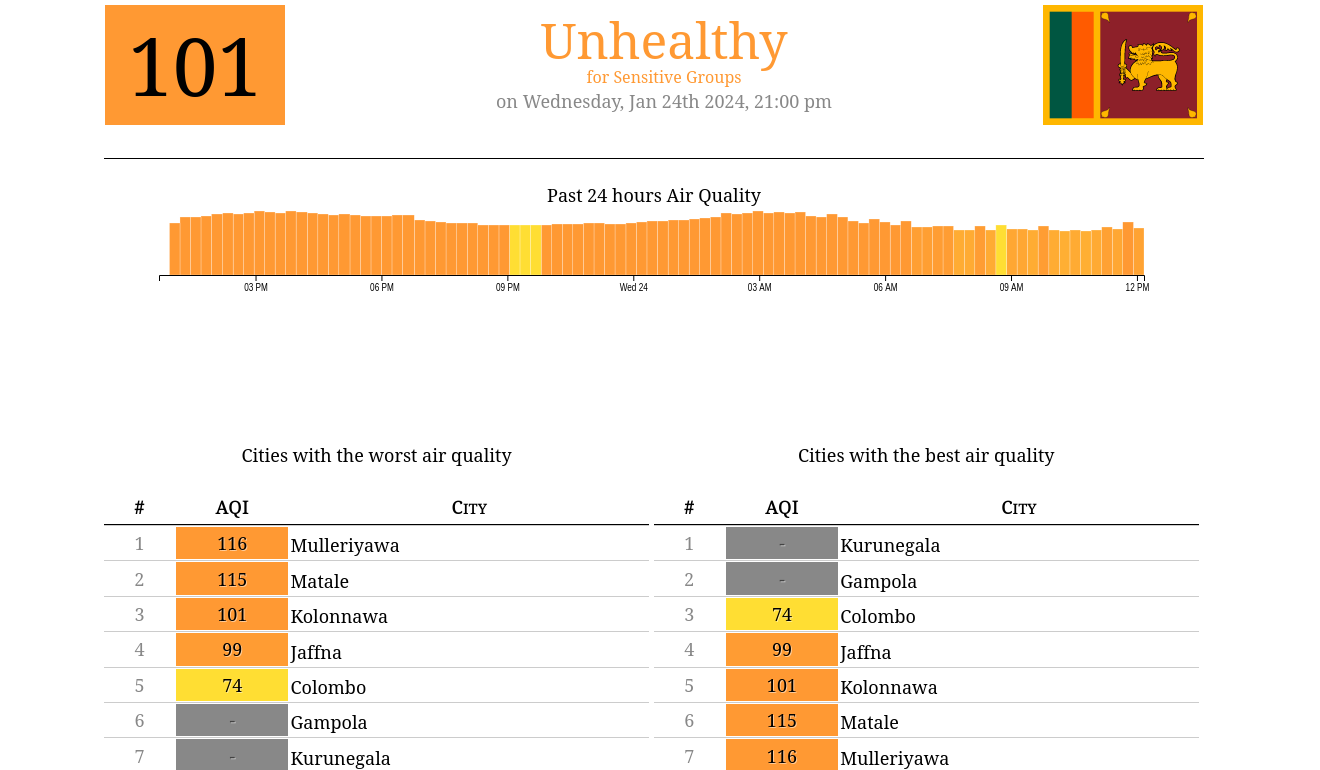 101
Unhealthy
for Sensitive Groups
on Wednesday, Jan 24th 2024, 21:00 pm
Past 24 hours Air Quality
03 PM 06 PM 09 PM Wed 24 03 AM 06 AM 09 AM 12 PM
Cities with the worst air quality
# AQI City
1 116 Mulleriyawa
2 115 Matale
3 101 Kolonnawa
4 99 Jaffna
5 74 Colombo
6 - Gampola
7 - Kurunegala
Cities with the best air quality
# AQI City
1 - Kurunegala
2 - Gampola
3 74 Colombo
4 99 Jaffna
5 101 Kolonnawa
6 115 Matale
7 116 Mulleriyawa